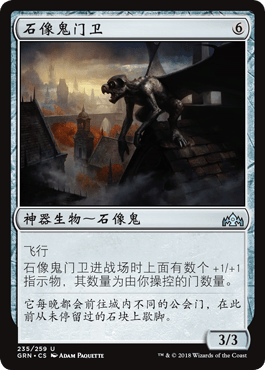 石像鬼门卫 6
神器生物～石像鬼
飞行
石像鬼门卫进战场时上面有数个 +1/+1
指示物，其数量为由你操控的门数量。
它每晚都会前往城内不同的公会门，在此
前从未停留过的石块上歇脚。
3/3
235/259 U
GRN • CS ADAM PAQUETTE
™ & © 2018 Wizards of the Coast